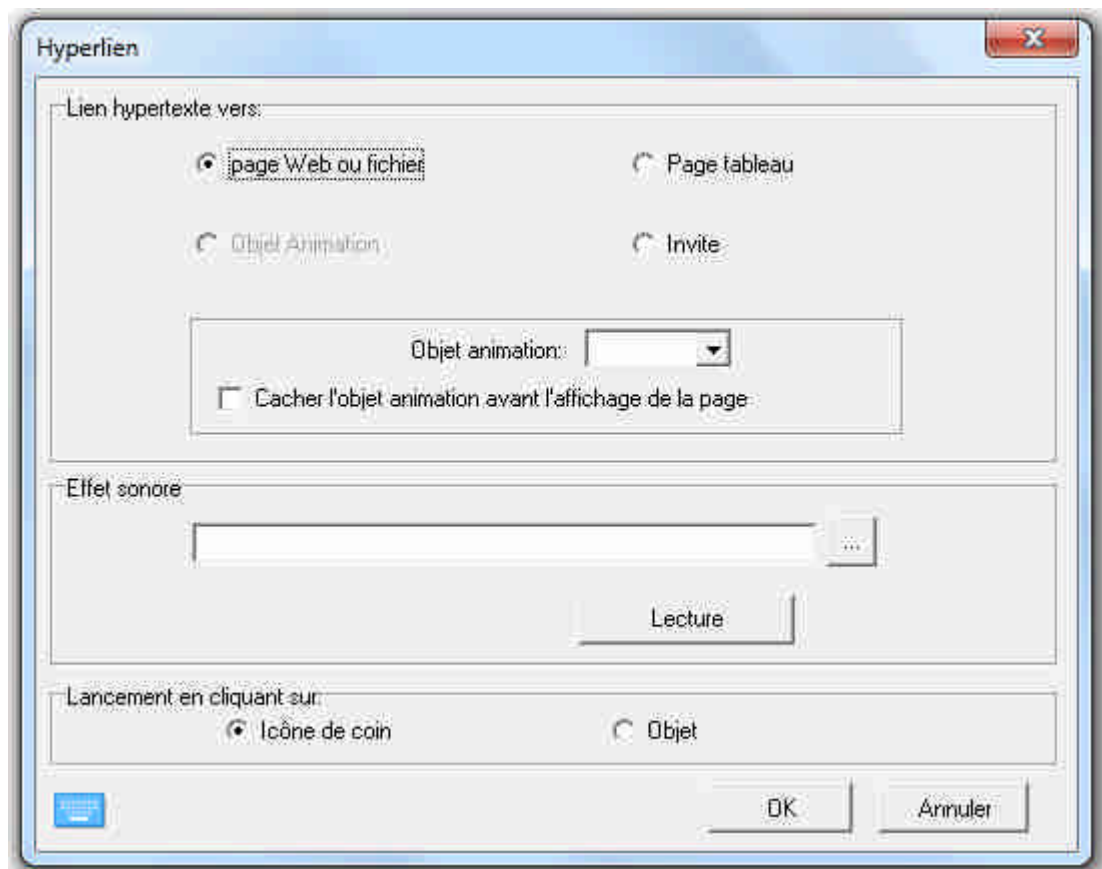 Hyperlien
Lien hypertexte vers:
page Web ou fichier
Page tableau
Objet Animation
Invite
Objet animation:
Cacher l'objet animation avant l'affichage de la page
Effet sonore
...
Lecture
Lancement en cliquant sur:
Icône de coin
Objet
OK
Annuler